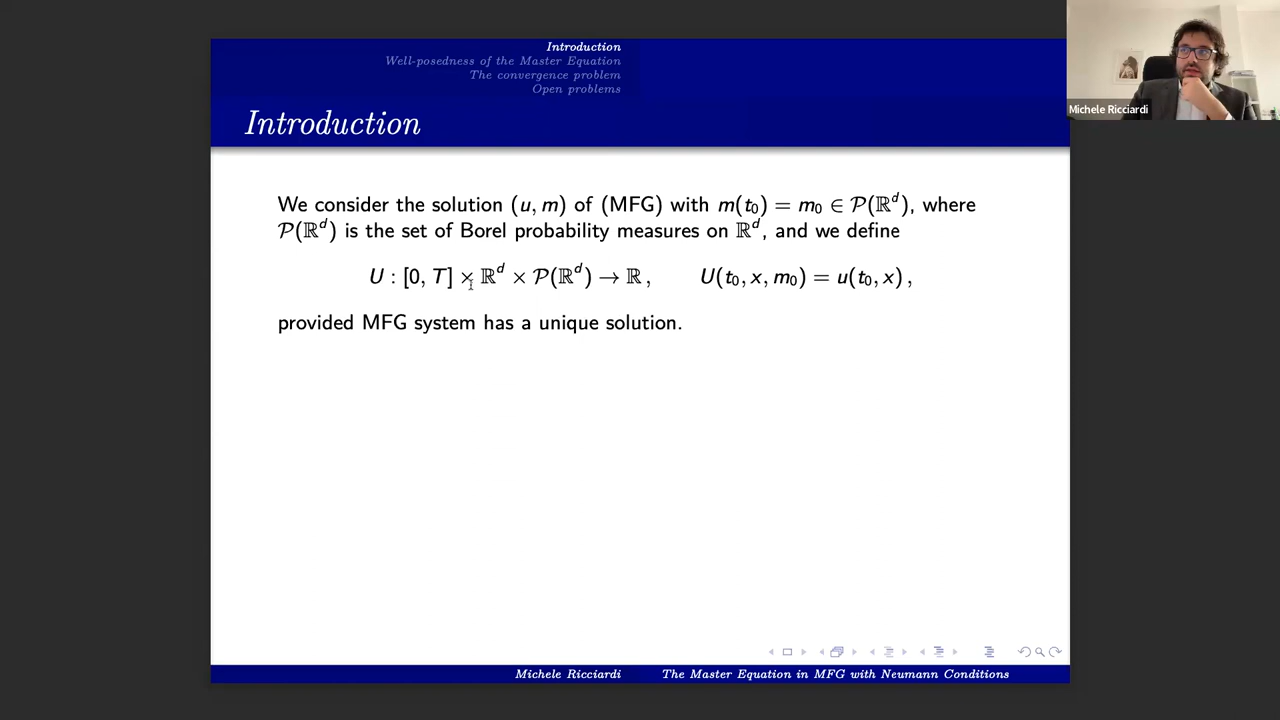 Introduction
Well-posedness of the Master Equation
The convergence problem
Open problems
Introduction
Michele Ricciardi
We consider the solution (u, m) of (MFG) with m(t₀) = m₀ ∈ 𝒫(ℝᵈ), where
𝒫(ℝᵈ) is the set of Borel probability measures on ℝᵈ, and we define
U : [0, T] × ℝᵈ × 𝒫(ℝᵈ) → ℝ , U(t₀, x, m₀) = u(t₀, x) ,
provided MFG system has a unique solution.
Michele Ricciardi The Master Equation in MFG with Neumann Conditions